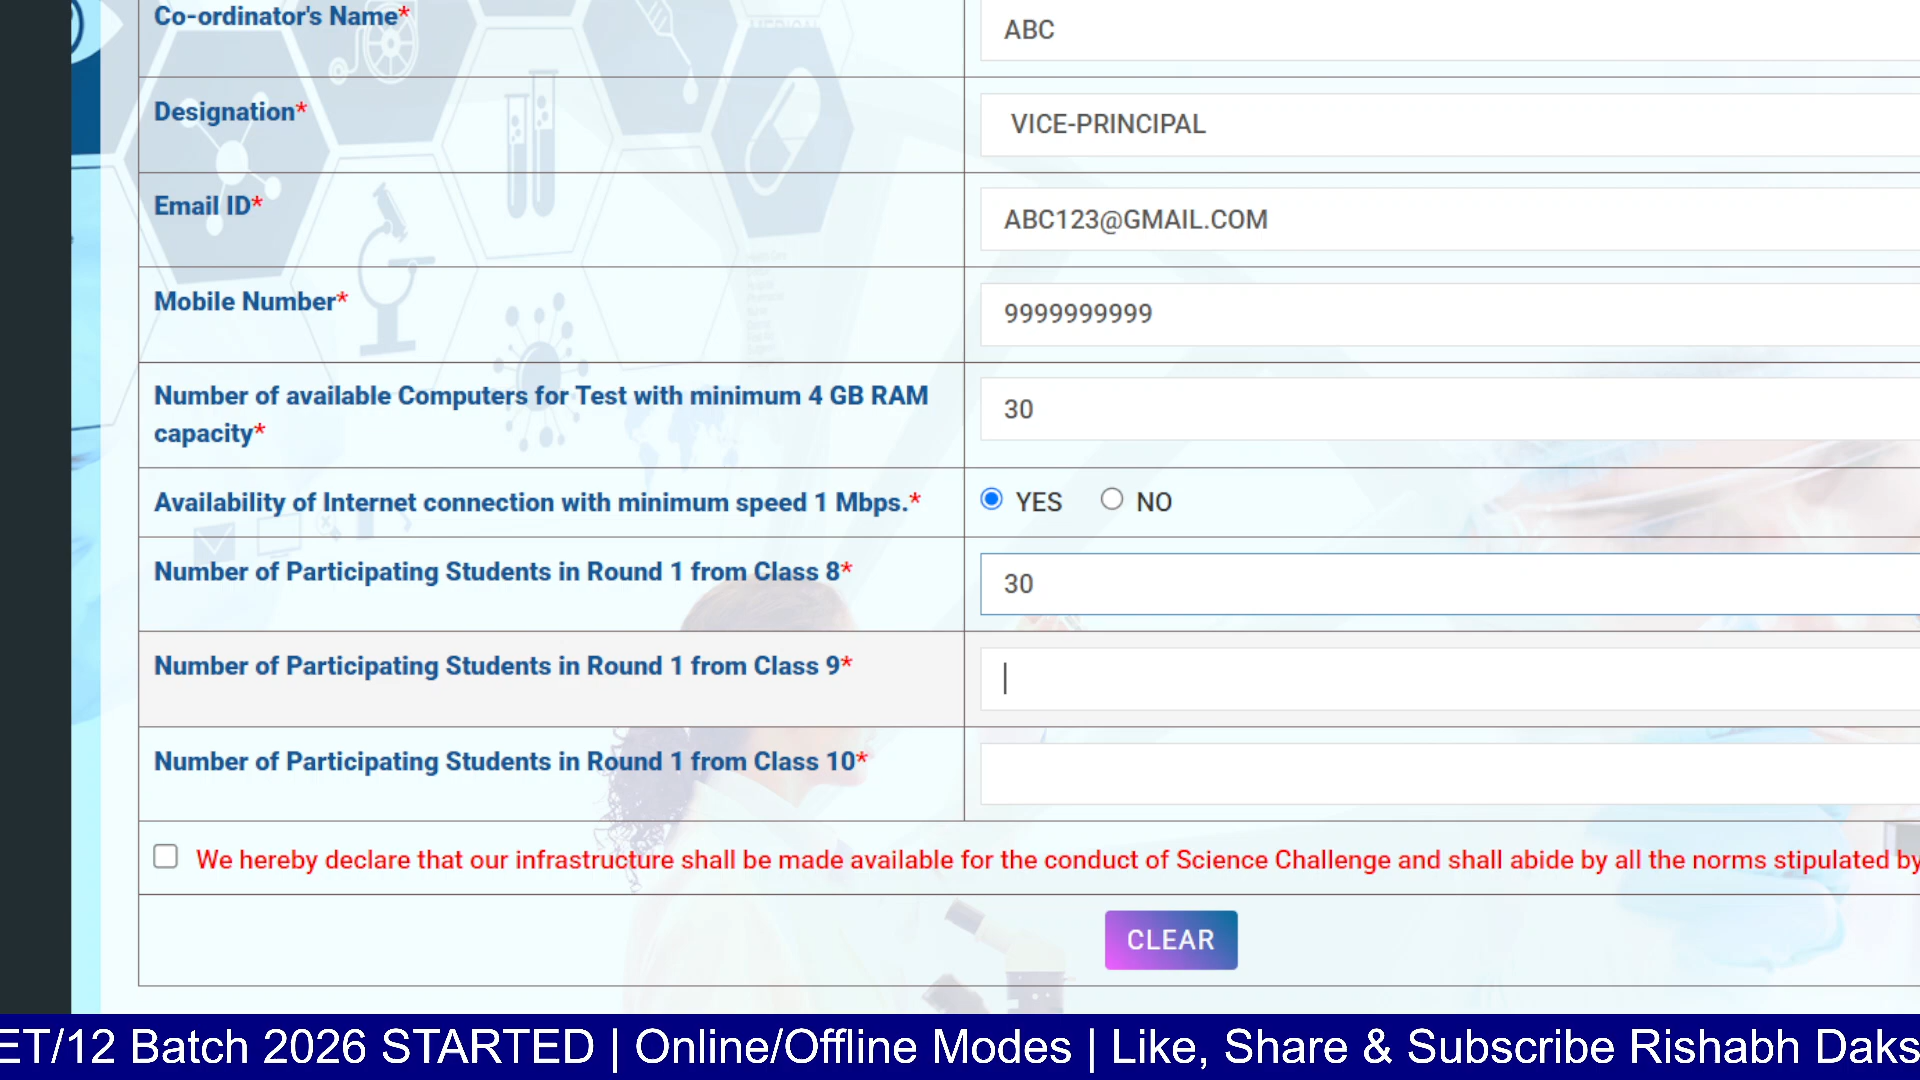 Co-ordinator's Name*
ABC
Designation*
VICE-PRINCIPAL
Email ID*
ABC123@GMAIL.COM
Mobile Number*
9999999999
Number of available Computers for Test with minimum 4 GB RAM
capacity*
30
Availability of Internet connection with minimum speed 1 Mbps.*
YES NO
Number of Participating Students in Round 1 from Class 8*
30
Number of Participating Students in Round 1 from Class 9*
Number of Participating Students in Round 1 from Class 10*
We hereby declare that our infrastructure shall be made available for the conduct of Science Challenge and shall abide by all the norms stipulated by
CLEAR
ET/12 Batch 2026 STARTED | Online/Offline Modes | Like, Share & Subscribe Rishabh Daks